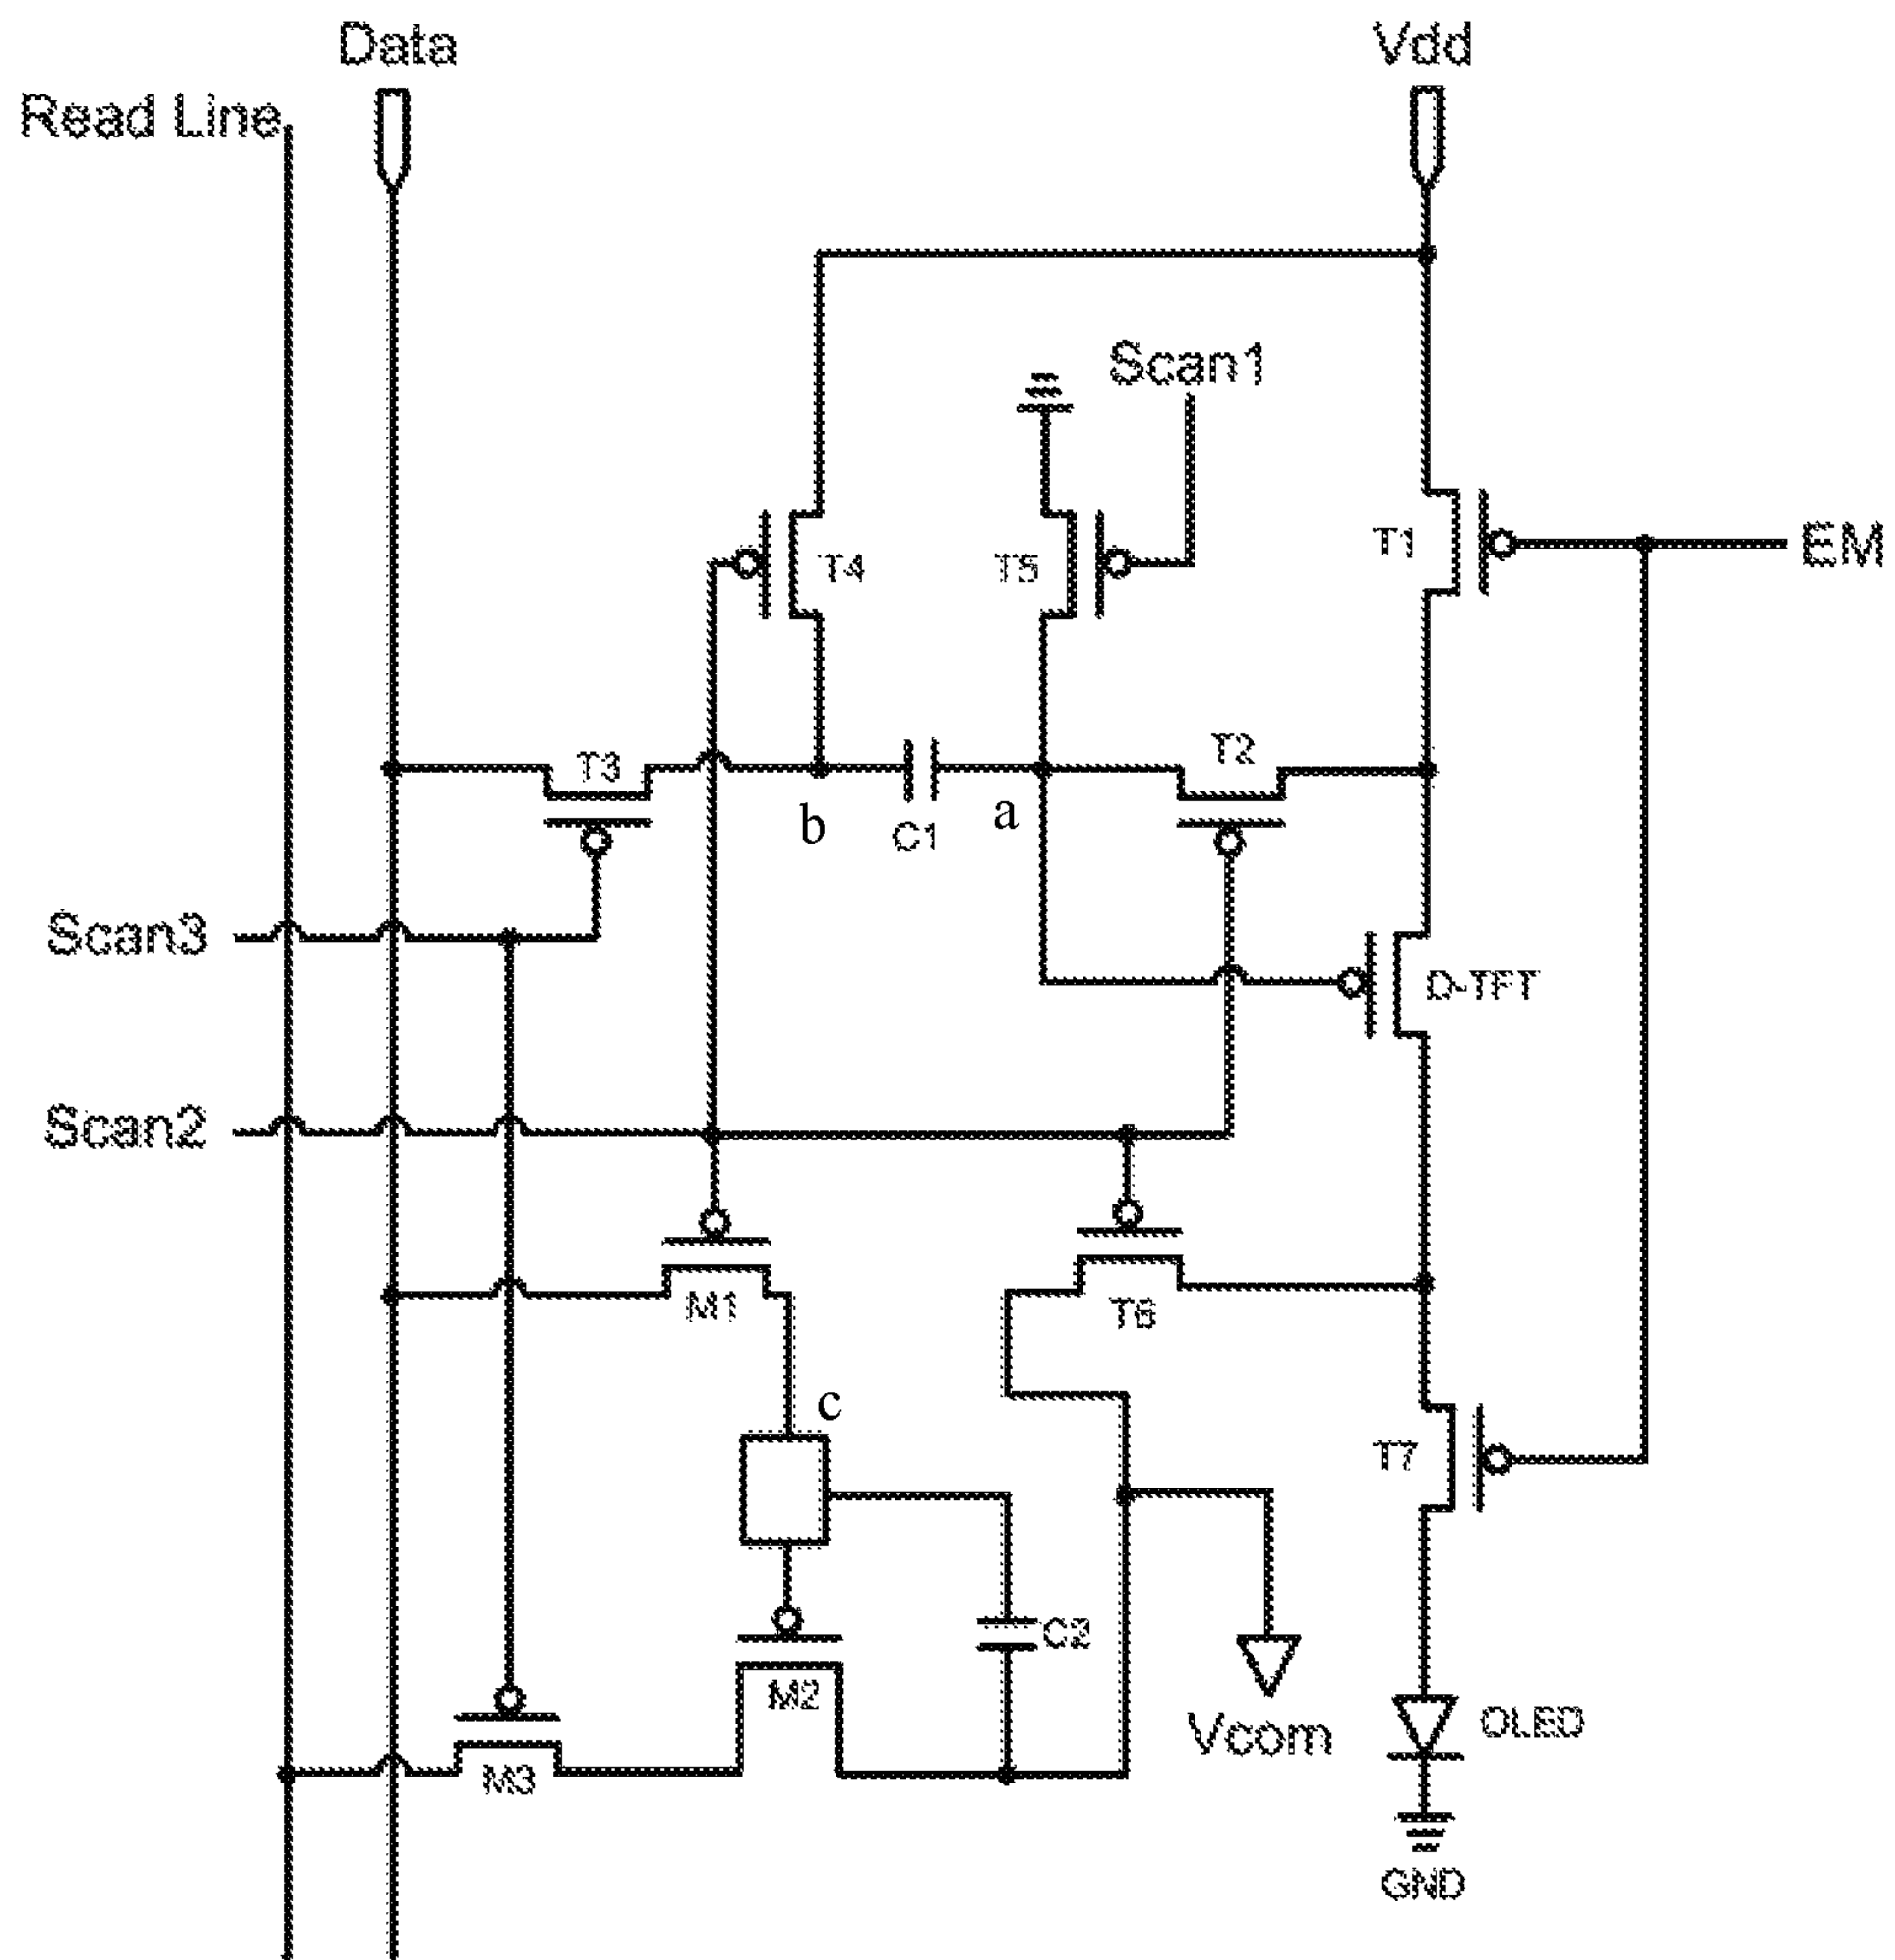 Data
Vdd
Read Line
Scan1
T4
T5
T1
EM
T3
T2
b
C1
a
Scan3
D-TFT
Scan2
M1
T6
c
T7
C2
M2
Vcom
OLED
M3
GND